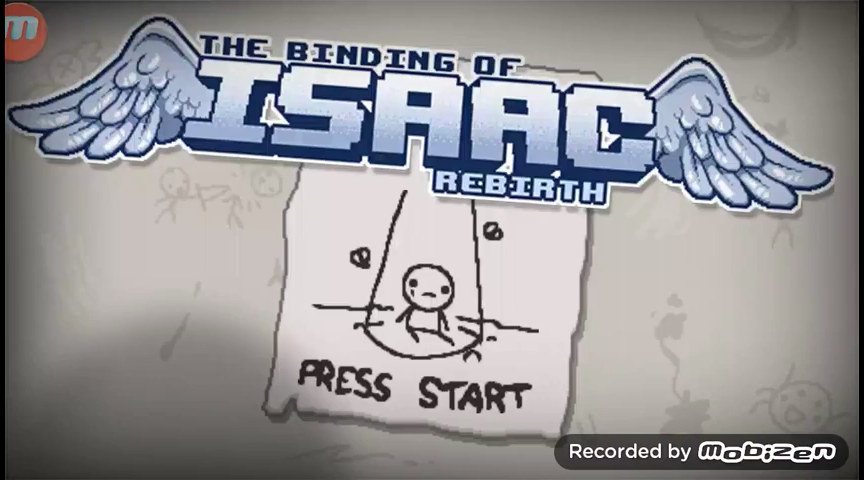 m
THE BINDING OF
ISAAC
REBIRTH
PRESS START
Recorded by mobizen